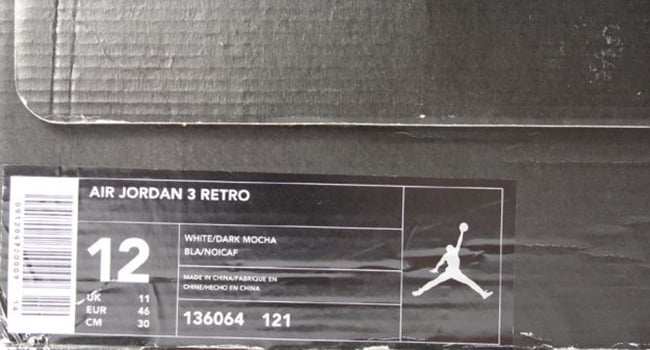 AIR JORDAN 3 RETRO
12
UK 11
EUR 46
CM 30
WHITE/DARK MOCHA
BLA/NOICAF
MADE IN CHINA/FABRIQUE EN
CHINE/HECHO EN CHINA
136064 121